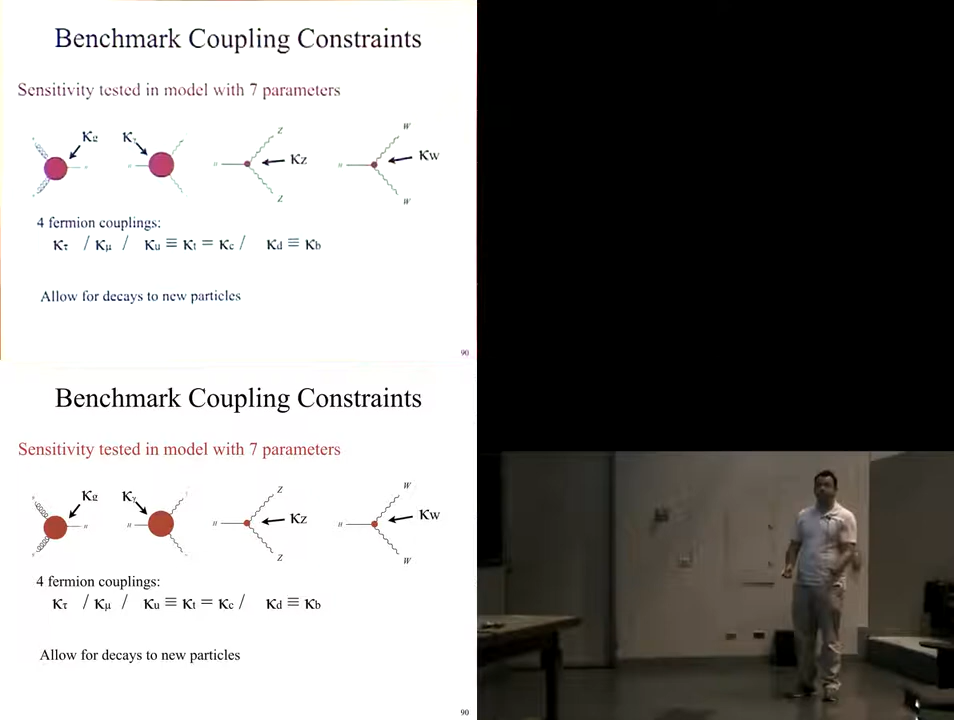 Benchmark Coupling Constraints
Sensitivity tested in model with 7 parameters
κg κγ κZ κW
H H H
Z Z
W W
4 fermion couplings:
κτ / κμ / κu ≡ κt = κc / κd ≡ κb
Allow for decays to new particles
90
Benchmark Coupling Constraints
Sensitivity tested in model with 7 parameters
κg κγ κZ κW
H H H H
Z Z
W W
4 fermion couplings:
κτ / κμ / κu ≡ κt = κc / κd ≡ κb
Allow for decays to new particles
90